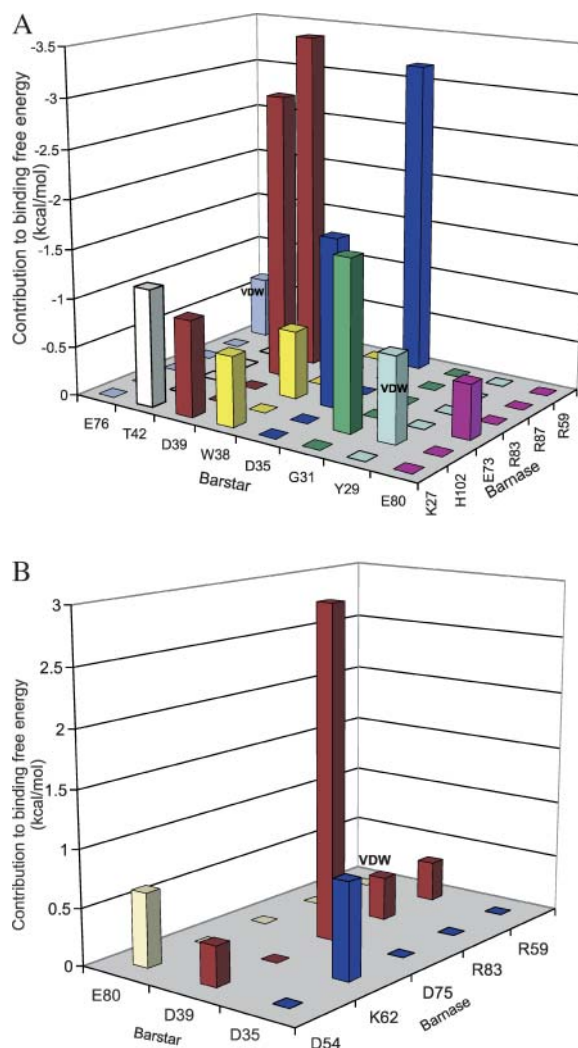 A
Contribution to binding free energy
(kcal/mol)
-3.5
-3
-2.5
-2
-1.5
-1
-0.5
0
VDW
VDW
E76
T42
D39
W38
D35
G31
Y29
E80
Barstar
K27
H102
E73
R83
R87
R59
Barnase
B
Contribution to binding free energy
(kcal/mol)
3
2.5
2
1.5
1
0.5
0
VDW
E80
D39
D35
Barstar
D54
K62
D75
R83
R59
Barnase